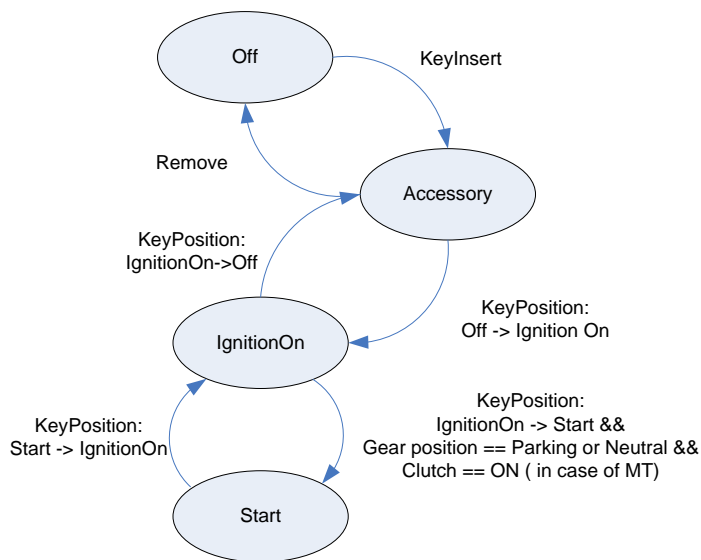 Off
KeyInsert
Remove
Accessory
KeyPosition:
IgnitionOn->Off
KeyPosition:
Off -> Ignition On
IgnitionOn
KeyPosition:
Start -> IgnitionOn
KeyPosition:
IgnitionOn -> Start &&
Gear position == Parking or Neutral &&
Clutch == ON ( in case of MT)
Start